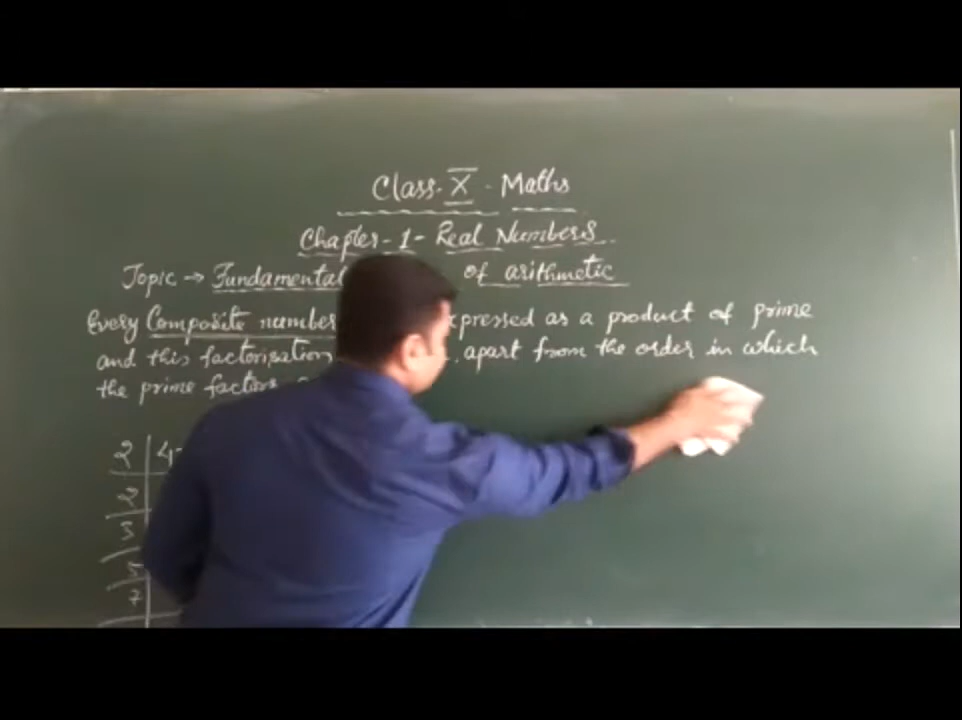 Class. X - Maths
Chapter - 1 - Real Numbers
Topic → Fundamental of arithmetic
Every Composite number xpressed as a product of prime
and this factorisation , apart from the order in which
the prime factors
2 4
2
3
7